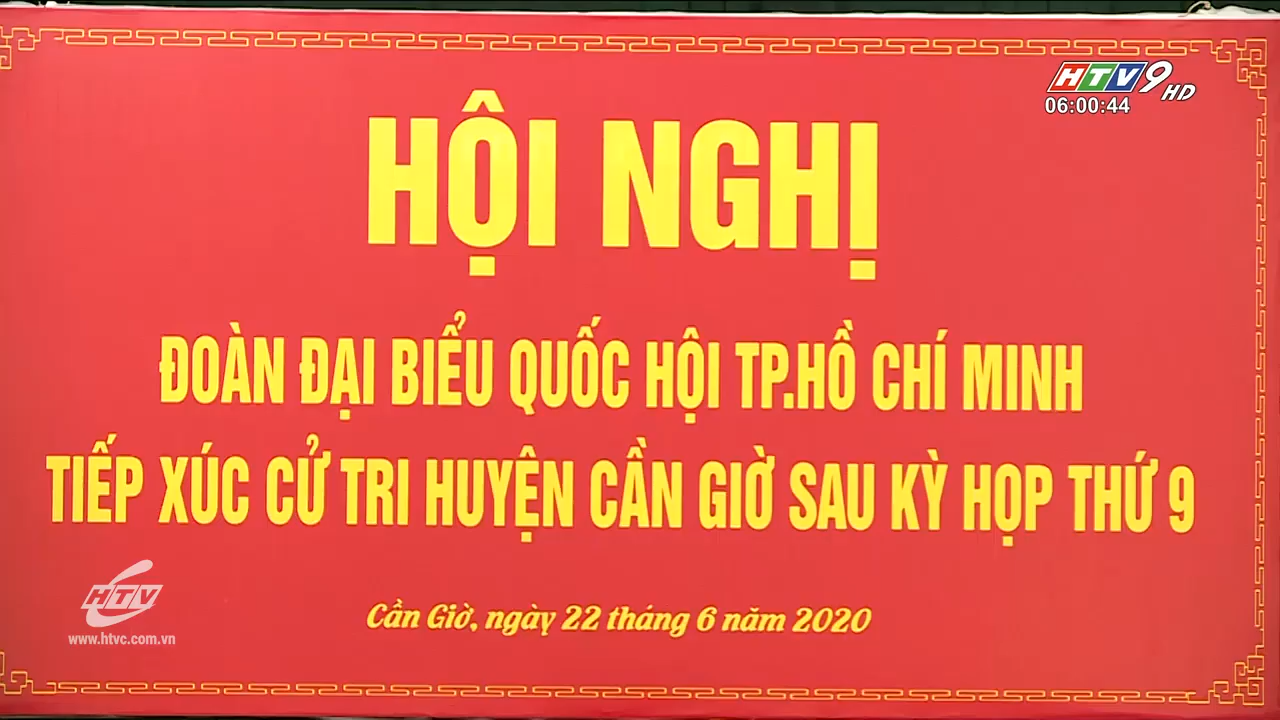 HTV9 HD
06:00:44
HỘI NGHỊ
ĐOÀN ĐẠI BIỂU QUỐC HỘI TP.HỒ CHÍ MINH
TIẾP XÚC CỬ TRI HUYỆN CẦN GIỜ SAU KỲ HỌP THỨ 9
Cần Giờ, ngày 22 tháng 6 năm 2020
HTV
www.htvc.com.vn